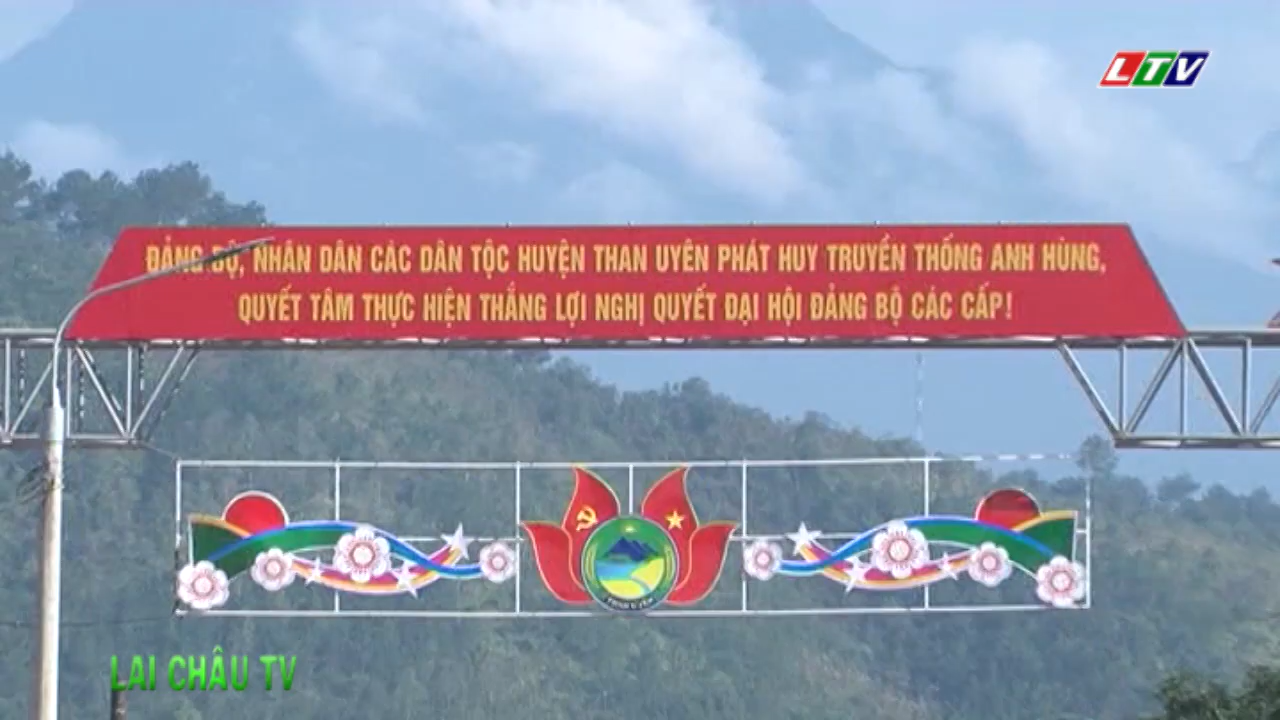 LTV
ĐẢNG BỘ, NHÂN DÂN CÁC DÂN TỘC HUYỆN THAN UYÊN PHÁT HUY TRUYỀN THỐNG ANH HÙNG,
QUYẾT TÂM THỰC HIỆN THẮNG LỢI NGHỊ QUYẾT ĐẠI HỘI ĐẢNG BỘ CÁC CẤP!
LAI CHÂU TV